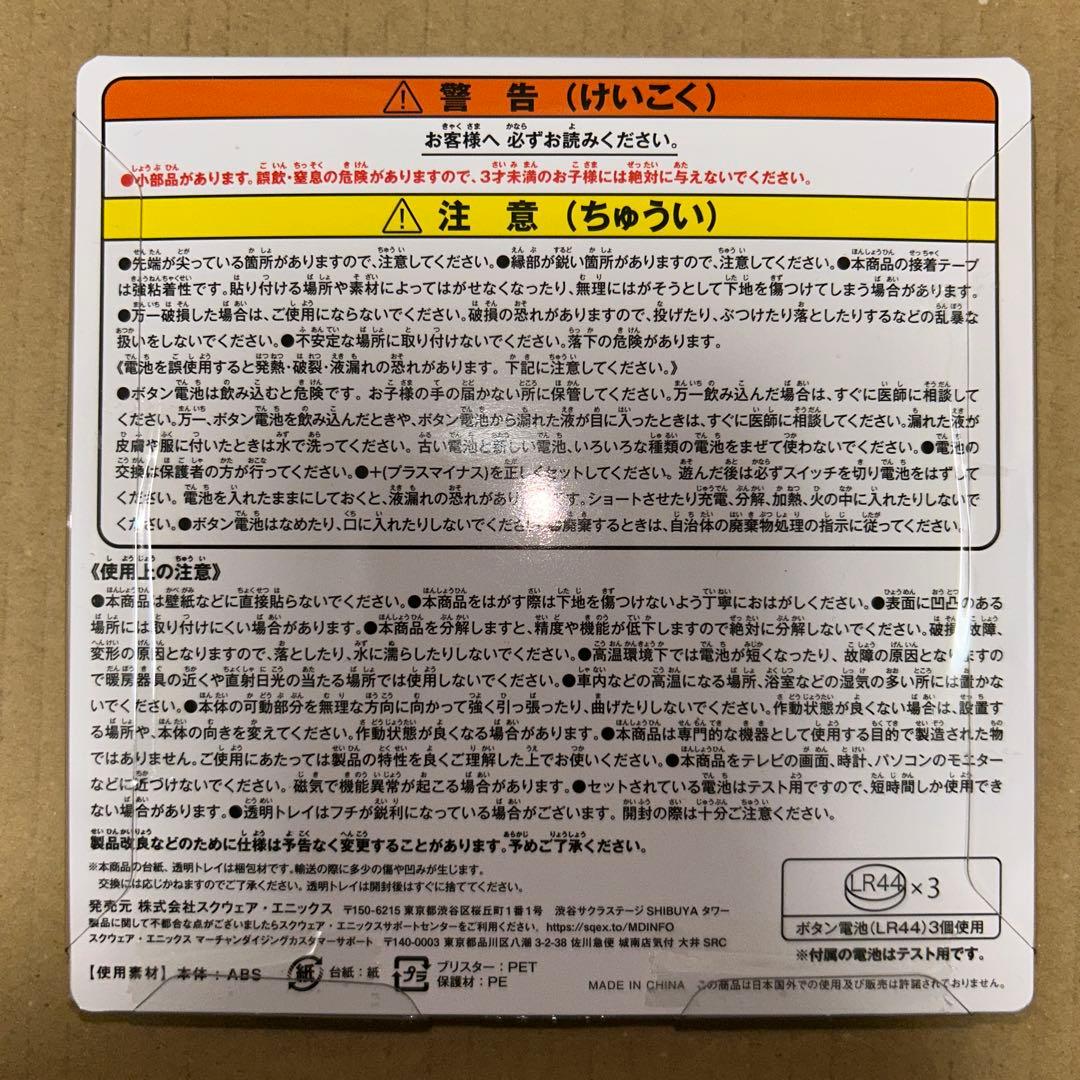 ⚠ 警 告 (けいこく)
お客様へ 必ずお読みください。
●小部品があります。誤飲・窒息の危険がありますので、3才未満のお子様には絶対に与えないでください。
⚠ 注 意 (ちゅうい)
●先端が尖っている箇所がありますので、注意してください。●縁部が鋭い箇所がありますので、注意してください。●本商品の接着テープ
は強粘着性です。貼り付ける場所や素材によってはがせなくなったり、無理にはがそうとして下地を傷つけてしまう場合があります。
●万一破損した場合は、ご使用にならないでください。破損の恐れがありますので、投げたり、ぶつけたり落としたりするなどの乱暴な
扱いをしないでください。●不安定な場所に取り付けないでください。落下の危険があります。
《電池を誤使用すると発熱・破裂・液漏れの恐れがあります。下記に注意してください。》
●ボタン電池は飲み込むと危険です。お子様の手の届かない所に保管してください。万一飲み込んだ場合は、すぐに医師に相談して
ください。万一、ボタン電池を飲み込んだときや、ボタン電池から漏れた液が目に入ったときは、すぐに医師に相談してください。漏れた液が
皮膚や服に付いたときは水で洗ってください。古い電池と新しい電池、いろいろな種類の電池をまぜて使わないでください。●電池の
交換は保護者の方が行ってください。●+(プラスマイナス)を正しくセットしてください。遊んだ後は必ずスイッチを切り電池をはずして
ください。電池を入れたままにしておくと、液漏れの恐れがあります。ショートさせたり充電、分解、加熱、火の中に入れたりしないで
ください。●ボタン電池はなめたり、口に入れたりしないでください。●廃棄するときは、自治体の廃棄物処理の指示に従ってください。
《使用上の注意》
●本商品は壁紙などに直接貼らないでください。●本商品をはがす際は下地を傷つけないよう丁寧におはがしください。●表面に凹凸のある
場所には取り付けにくい場合があります。●本商品を分解しますと、精度や機能が低下しますので絶対に分解しないでください。破損、故障、
変形の原因となりますので、落としたり、水に濡らしたりしないでください。●高温環境下では電池が短くなったり、故障の原因となりますの
で暖房器具の近くや直射日光の当たる場所では使用しないでください。●車内などの高温になる場所、浴室などの湿気の多い所には置かな
いでください。●本体の可動部分を無理な方向に向かって強く引っ張ったり、曲げたりしないでください。作動状態が良くない場合は、設置す
る場所や、本体の向きを変えてください。作動状態が良くなる場合があります。●本商品は専門的な機器として使用する目的で製造された物
ではありません。ご使用にあたっては製品の特性を良くご理解した上でお使いください。●本商品をテレビの画面、時計、パソコンのモニター
などに近づけないでください。磁気で機能異常が起こる場合があります。●セットされている電池はテスト用ですので、短時間しか使用でき
ない場合があります。●透明トレイはフチが鋭利になっている場合がございます。開封の際は十分ご注意ください。
製品改良などのために仕様は予告なく変更することがあります。予めご了承ください。
※本商品の台紙、透明トレイは梱包材です。輸送の際に多少の傷や凹みが生じます。
交換には応じかねますのでご了承ください。透明トレイは開封後はすぐに捨ててください。
発売元 株式会社スクウェア・エニックス 〒150-6215 東京都渋谷区桜丘町1番1号 渋谷サクラステージ SHIBUYA タワー
製品に関して不都合な点がございましたらスクウェア・エニックスサポートセンターをご利用ください。https://sqex.to/MDINFO
スクウェア・エニックス マーチャンダイジングカスタマーサポート 〒140-0003 東京都品川区八潮 3-2-38 佐川急便 城南店気付 大井 SRC
LR44 ×3
ボタン電池(LR44)3個使用
※付属の電池はテスト用です。
【使用素材】本体:ABS 紙 台紙:紙 プラ ブリスター:PET
保護材:PE
MADE IN CHINA この商品は日本国外での使用及び販売は許諾されておりません。